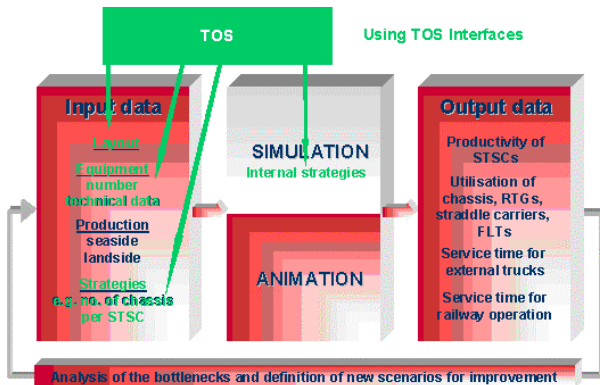 TOS
Using TOS Interfaces
Input data
Layout
Equipment
number
technical data
Production
seaside
landside
Strategies
e.g. no. of chassis
per STSC
SIMULATION
Internal strategies
ANIMATION
Output data
Productivity of
STSCs
Utilisation of
chassis, RTGs,
straddle carriers,
FLTs
Service time for
external trucks
Service time for
railway operation
Analysis of the bottlenecks and definition of new scenarios for improvement